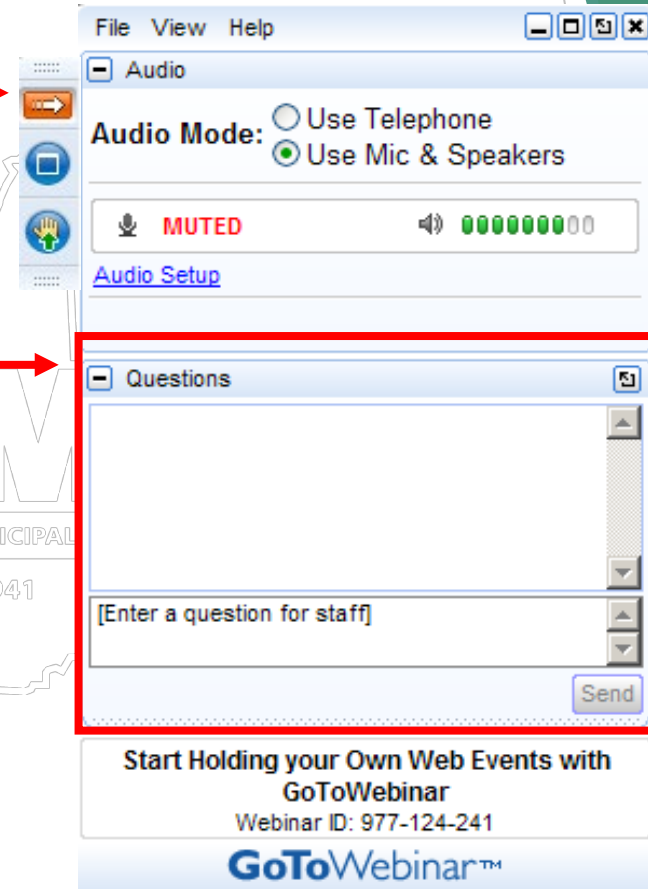 File View Help
Audio
Audio Mode:
Use Telephone
Use Mic & Speakers
MUTED
Audio Setup
Questions
[Enter a question for staff]
Send
Start Holding your Own Web Events with
GoToWebinar
Webinar ID: 977-124-241
GoToWebinar™